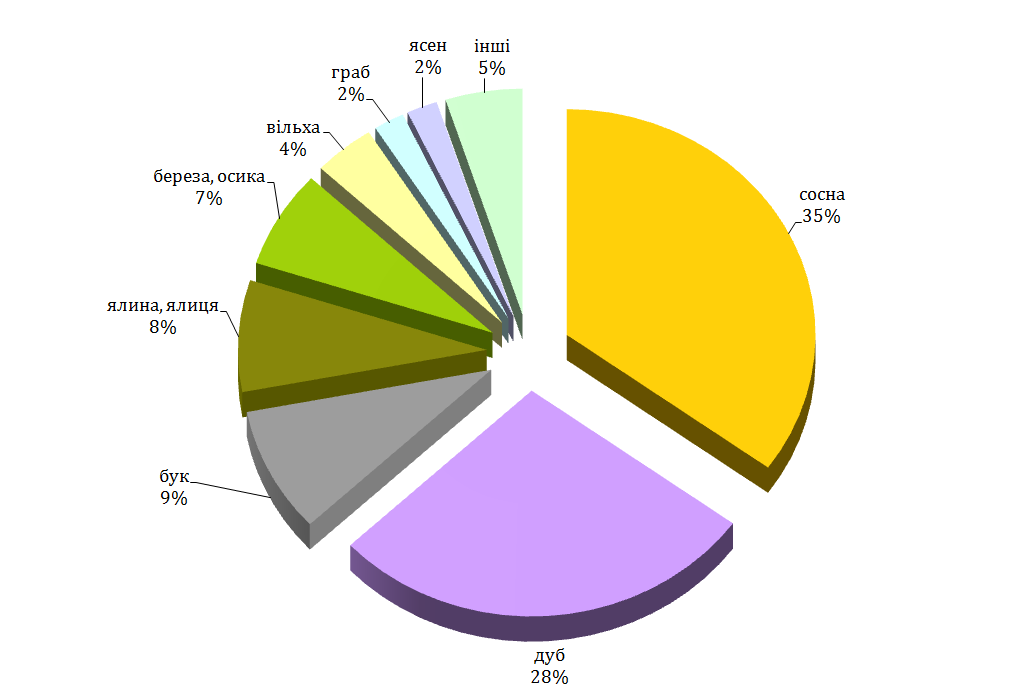 ясен
2%
інші
5%
граб
2%
вільха
4%
береза, осика
7%
сосна
35%
ялина, ялиця
8%
бук
9%
дуб
28%